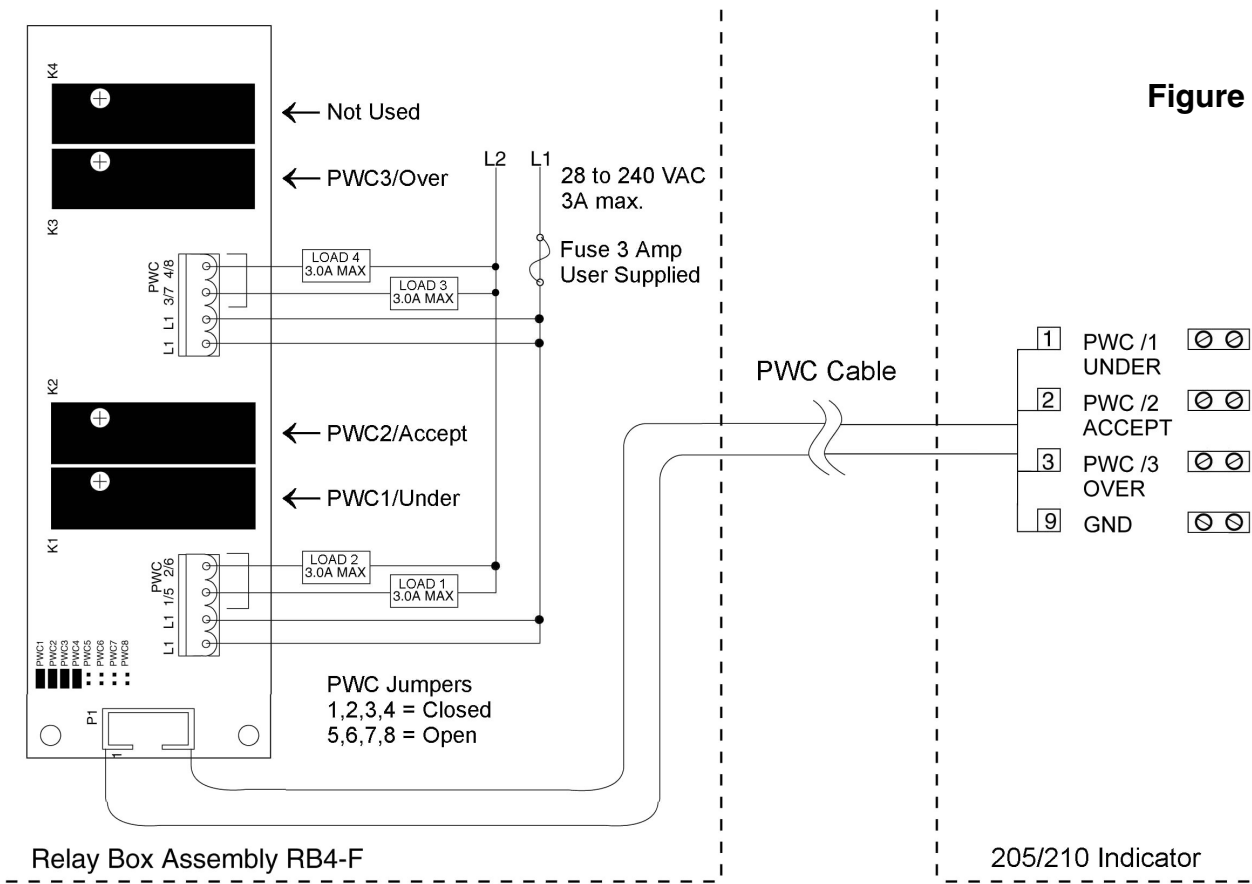 Figure
K4
Not Used
PWC3/Over
K3
L2 L1
28 to 240 VAC
3A max.
Fuse 3 Amp
User Supplied
PWC
4/8
3/7
L1
L1
LOAD 4
3.0A MAX
LOAD 3
3.0A MAX
K2
PWC2/Accept
PWC1/Under
K1
PWC
2/6
1/5
L1
L1
LOAD 2
3.0A MAX
LOAD 1
3.0A MAX
PWC1
PWC2
PWC3
PWC4
PWC5
PWC6
PWC7
PWC8
PWC Jumpers
1,2,3,4 = Closed
5,6,7,8 = Open
P1
1
Relay Box Assembly RB4-F
PWC Cable
1 PWC /1
UNDER
2 PWC /2
ACCEPT
3 PWC /3
OVER
9 GND
205/210 Indicator